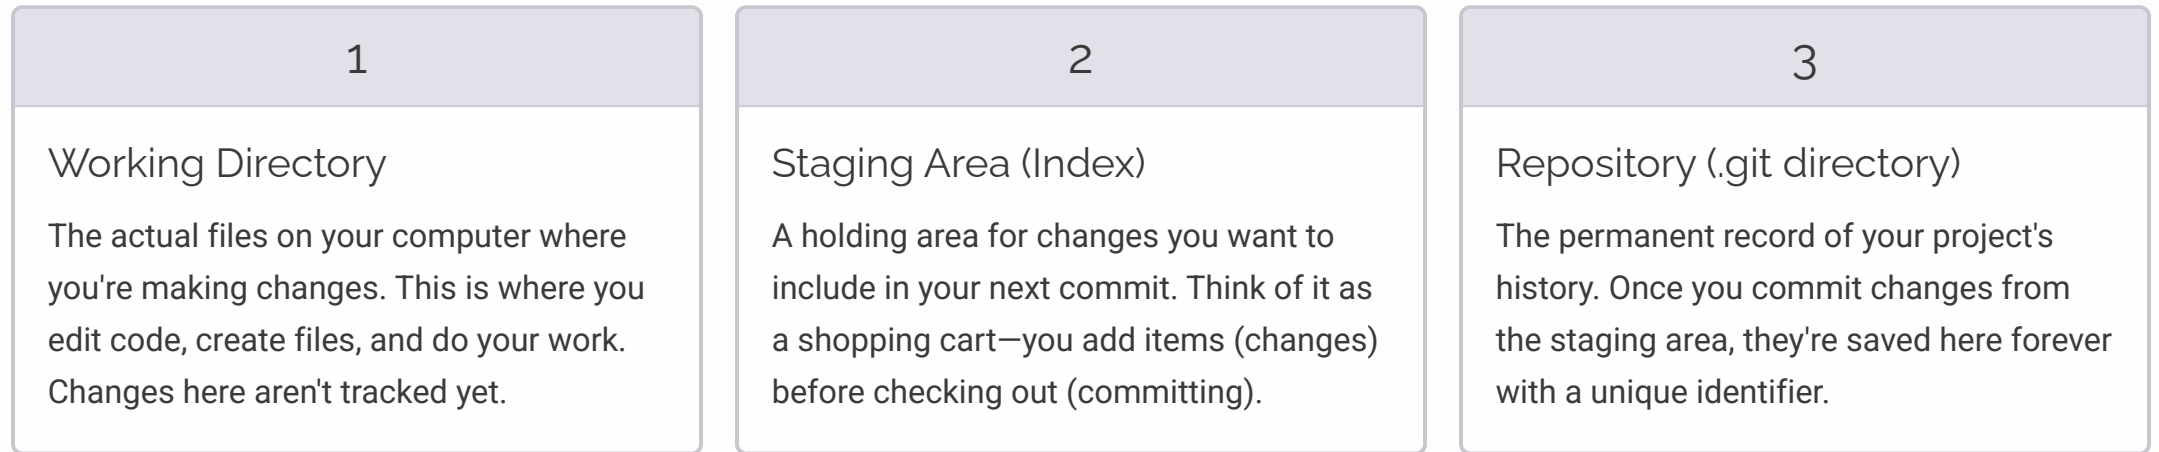 1
Working Directory
The actual files on your computer where
you're making changes. This is where you
edit code, create files, and do your work.
Changes here aren't tracked yet.
2
Staging Area (Index)
A holding area for changes you want to
include in your next commit. Think of it as
a shopping cart—you add items (changes)
before checking out (committing).
3
Repository (.git directory)
The permanent record of your project's
history. Once you commit changes from
the staging area, they're saved here forever
with a unique identifier.